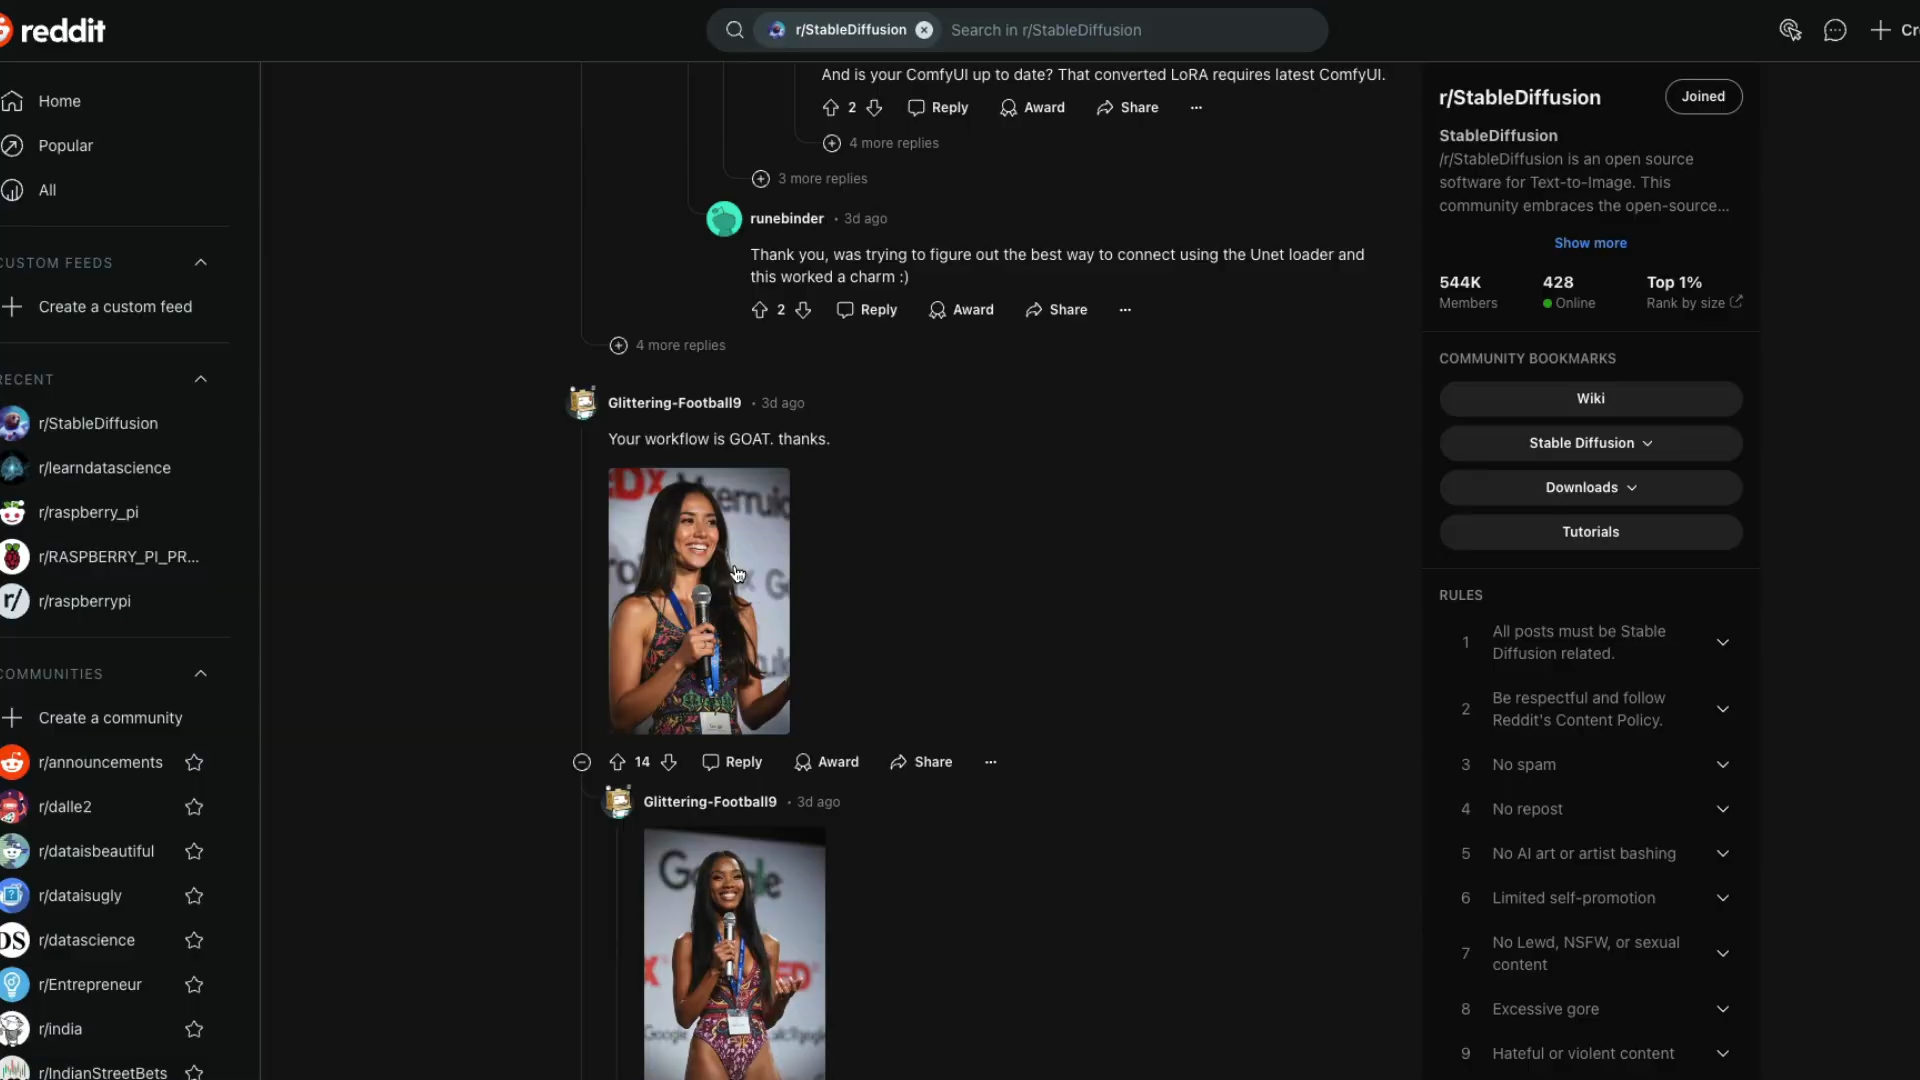 reddit
r/StableDiffusion
Search in r/StableDiffusion
Home
Popular
All
CUSTOM FEEDS
Create a custom feed
RECENT
r/StableDiffusion
r/learndatascience
r/raspberry_pi
r/RASPBERRY_PI_PR...
r/raspberrypi
COMMUNITIES
Create a community
r/announcements
r/dalle2
r/dataisbeautiful
r/dataisugly
r/datascience
r/Entrepreneur
r/india
r/IndianStreetBets
And is your ComfyUI up to date? That converted LoRA requires latest ComfyUI.
2 Reply Award Share
4 more replies
3 more replies
runebinder • 3d ago
Thank you, was trying to figure out the best way to connect using the Unet loader and
this worked a charm :)
2 Reply Award Share
4 more replies
Glittering-Football9 • 3d ago
Your workflow is GOAT. thanks.
14 Reply Award Share
Glittering-Football9 • 3d ago
r/StableDiffusion
Joined
StableDiffusion
/r/StableDiffusion is an open source
software for Text-to-Image. This
community embraces the open-source...
Show more
544K 428 Top 1%
Members Online Rank by size
COMMUNITY BOOKMARKS
Wiki
Stable Diffusion
Downloads
Tutorials
RULES
1 All posts must be Stable
Diffusion related.
2 Be respectful and follow
Reddit's Content Policy.
3 No spam
4 No repost
5 No AI art or artist bashing
6 Limited self-promotion
7 No Lewd, NSFW, or sexual
content
8 Excessive gore
9 Hateful or violent content